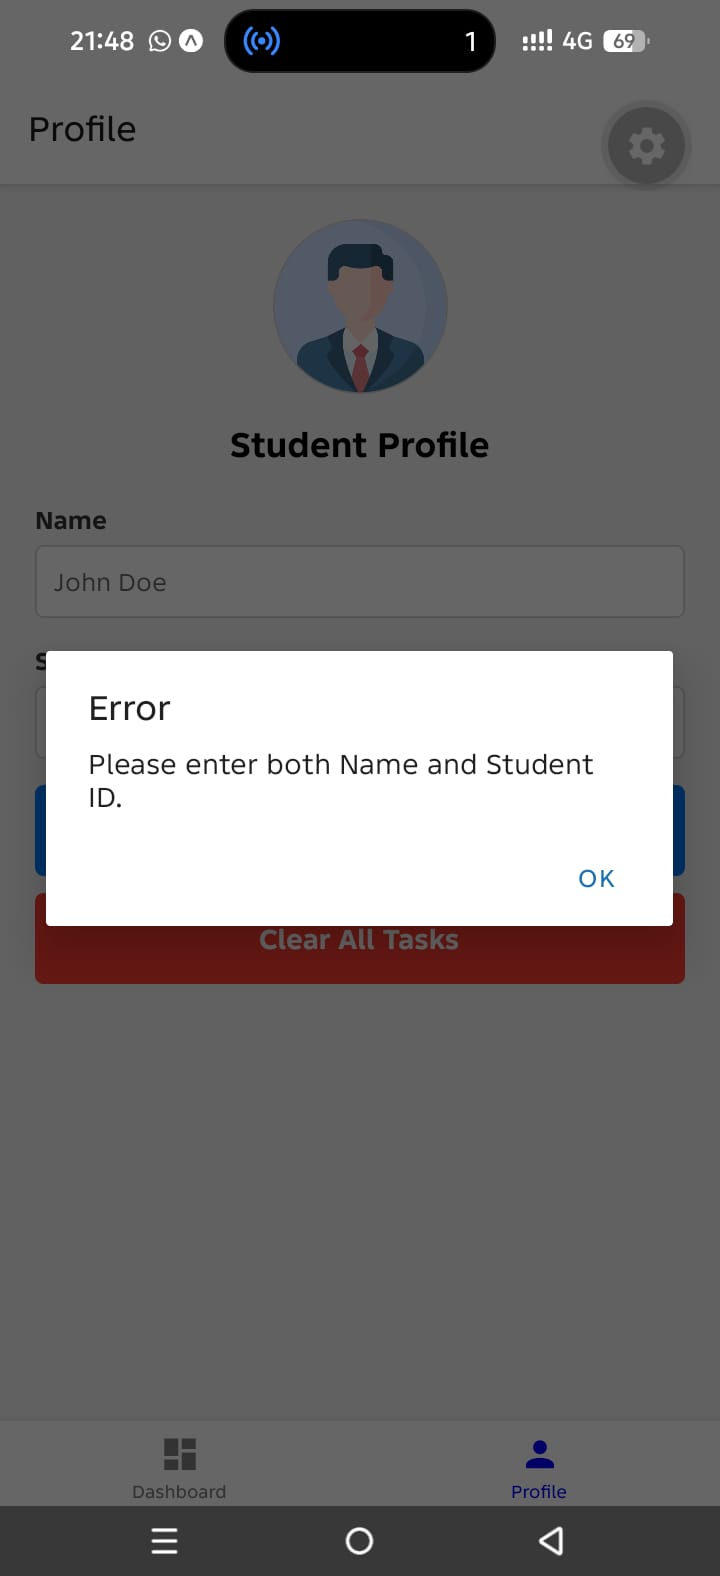 21:48 1 4G 69
Profile
Student Profile
Name
John Doe
S
Error
Please enter both Name and Student
ID.
OK
Clear All Tasks
Dashboard Profile